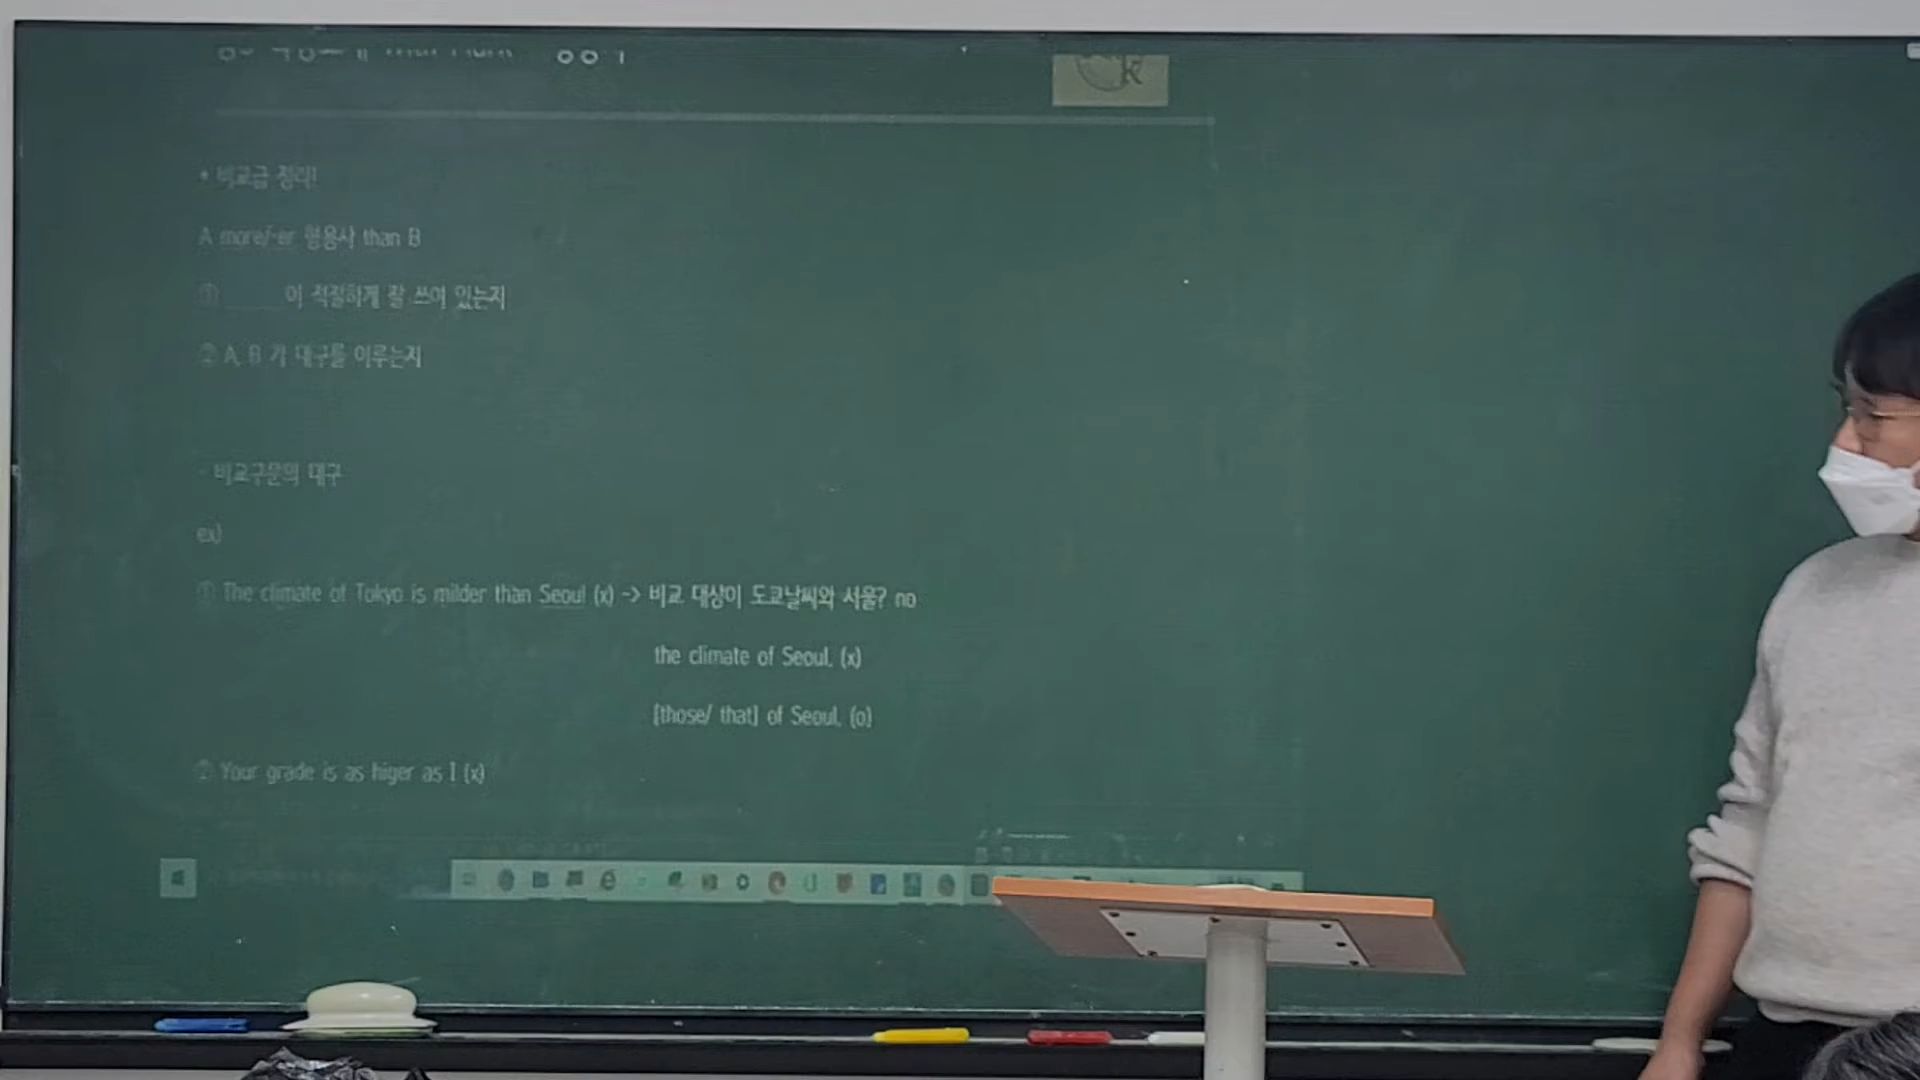 * 비교급 정리!
A more/-er 형용사 than B
① ______ 이 적절하게 잘 쓰여 있는지
② A, B 가 대구를 이루는지
- 비교구문의 대구
ex)
① The climate of Tokyo is milder than Seoul (x) -> 비교 대상이 도쿄날씨와 서울? no
the climate of Seoul. (x)
[those/ that] of Seoul. (o)
② Your grade is as higer as I (x)